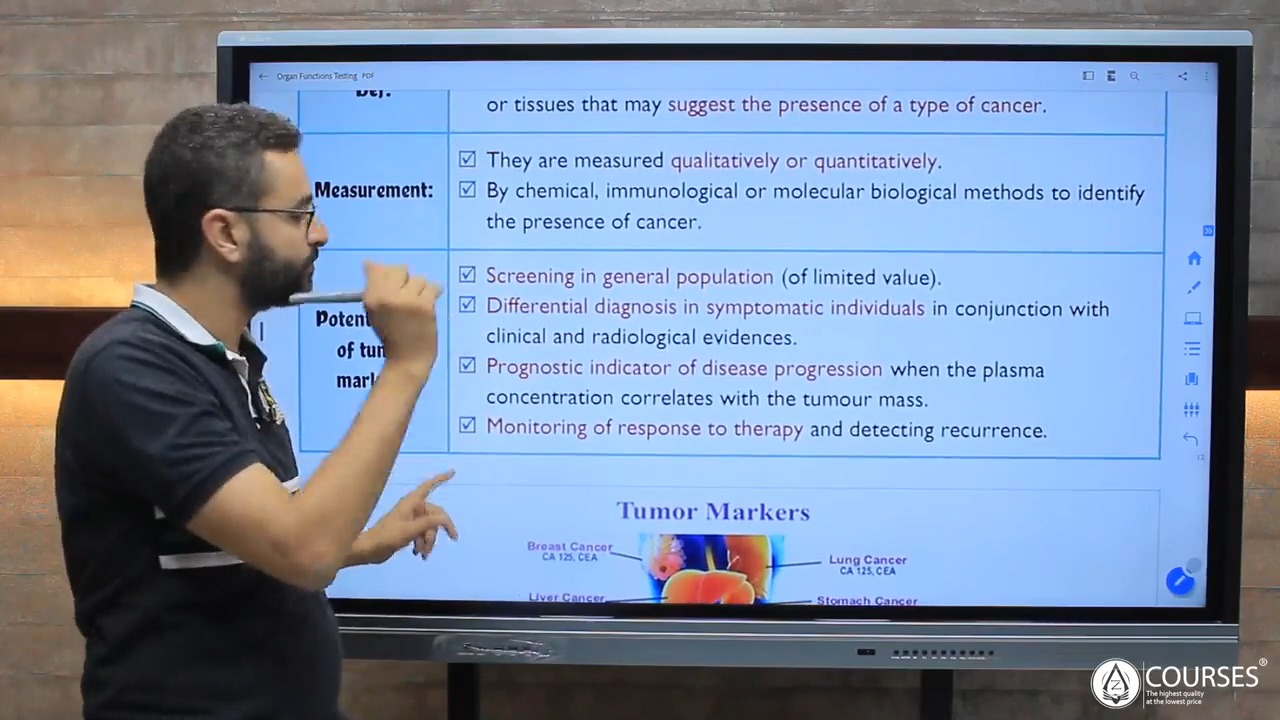 Organ Functions Testing PDF
or tissues that may suggest the presence of a type of cancer.
Measurement:
They are measured qualitatively or quantitatively.
By chemical, immunological or molecular biological methods to identify
the presence of cancer.
Screening in general population (of limited value).
Differential diagnosis in symptomatic individuals in conjunction with
clinical and radiological evidences.
Prognostic indicator of disease progression when the plasma
concentration correlates with the tumour mass.
Monitoring of response to therapy and detecting recurrence.
of
Tumor Markers
Breast Cancer
CA 125, CEA
Lung Cancer
CA 125, CEA
Liver Cancer
Stomach Cancer
COURSES®
The highest quality
at the lowest price